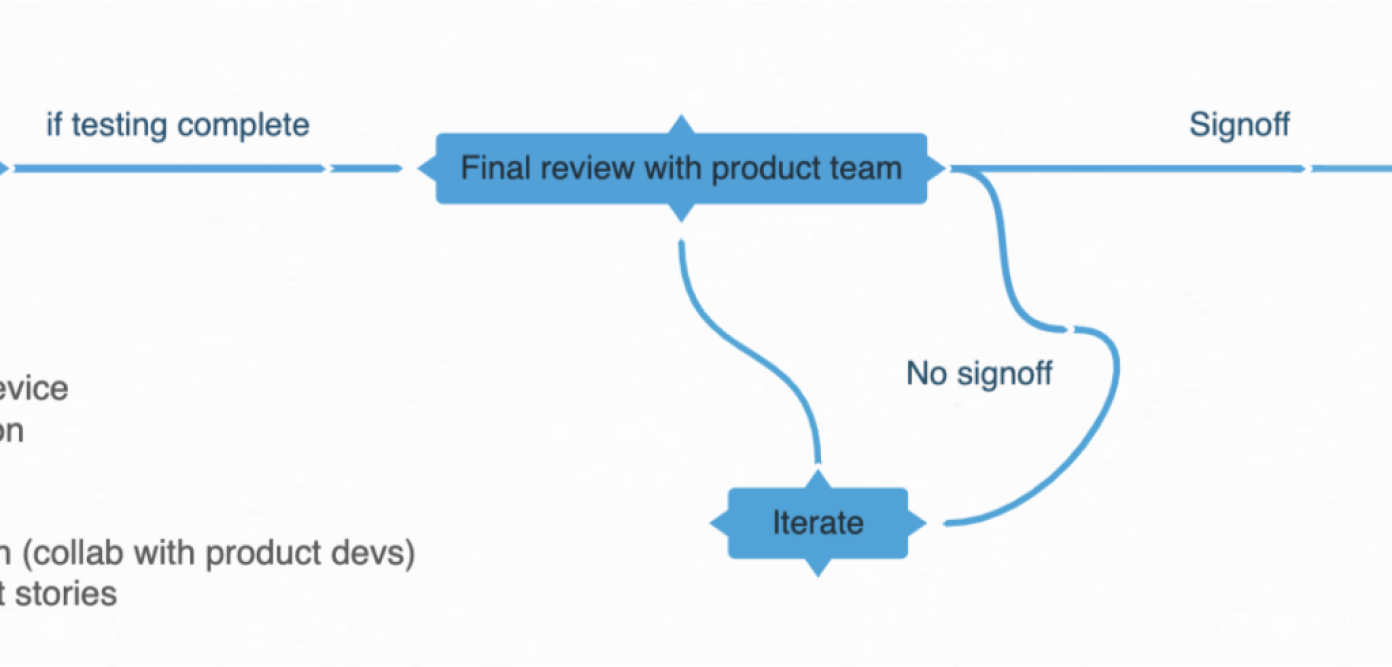 if testing complete
Final review with product team
Signoff
No signoff
Iterate
evice
on
n (collab with product devs)
t stories